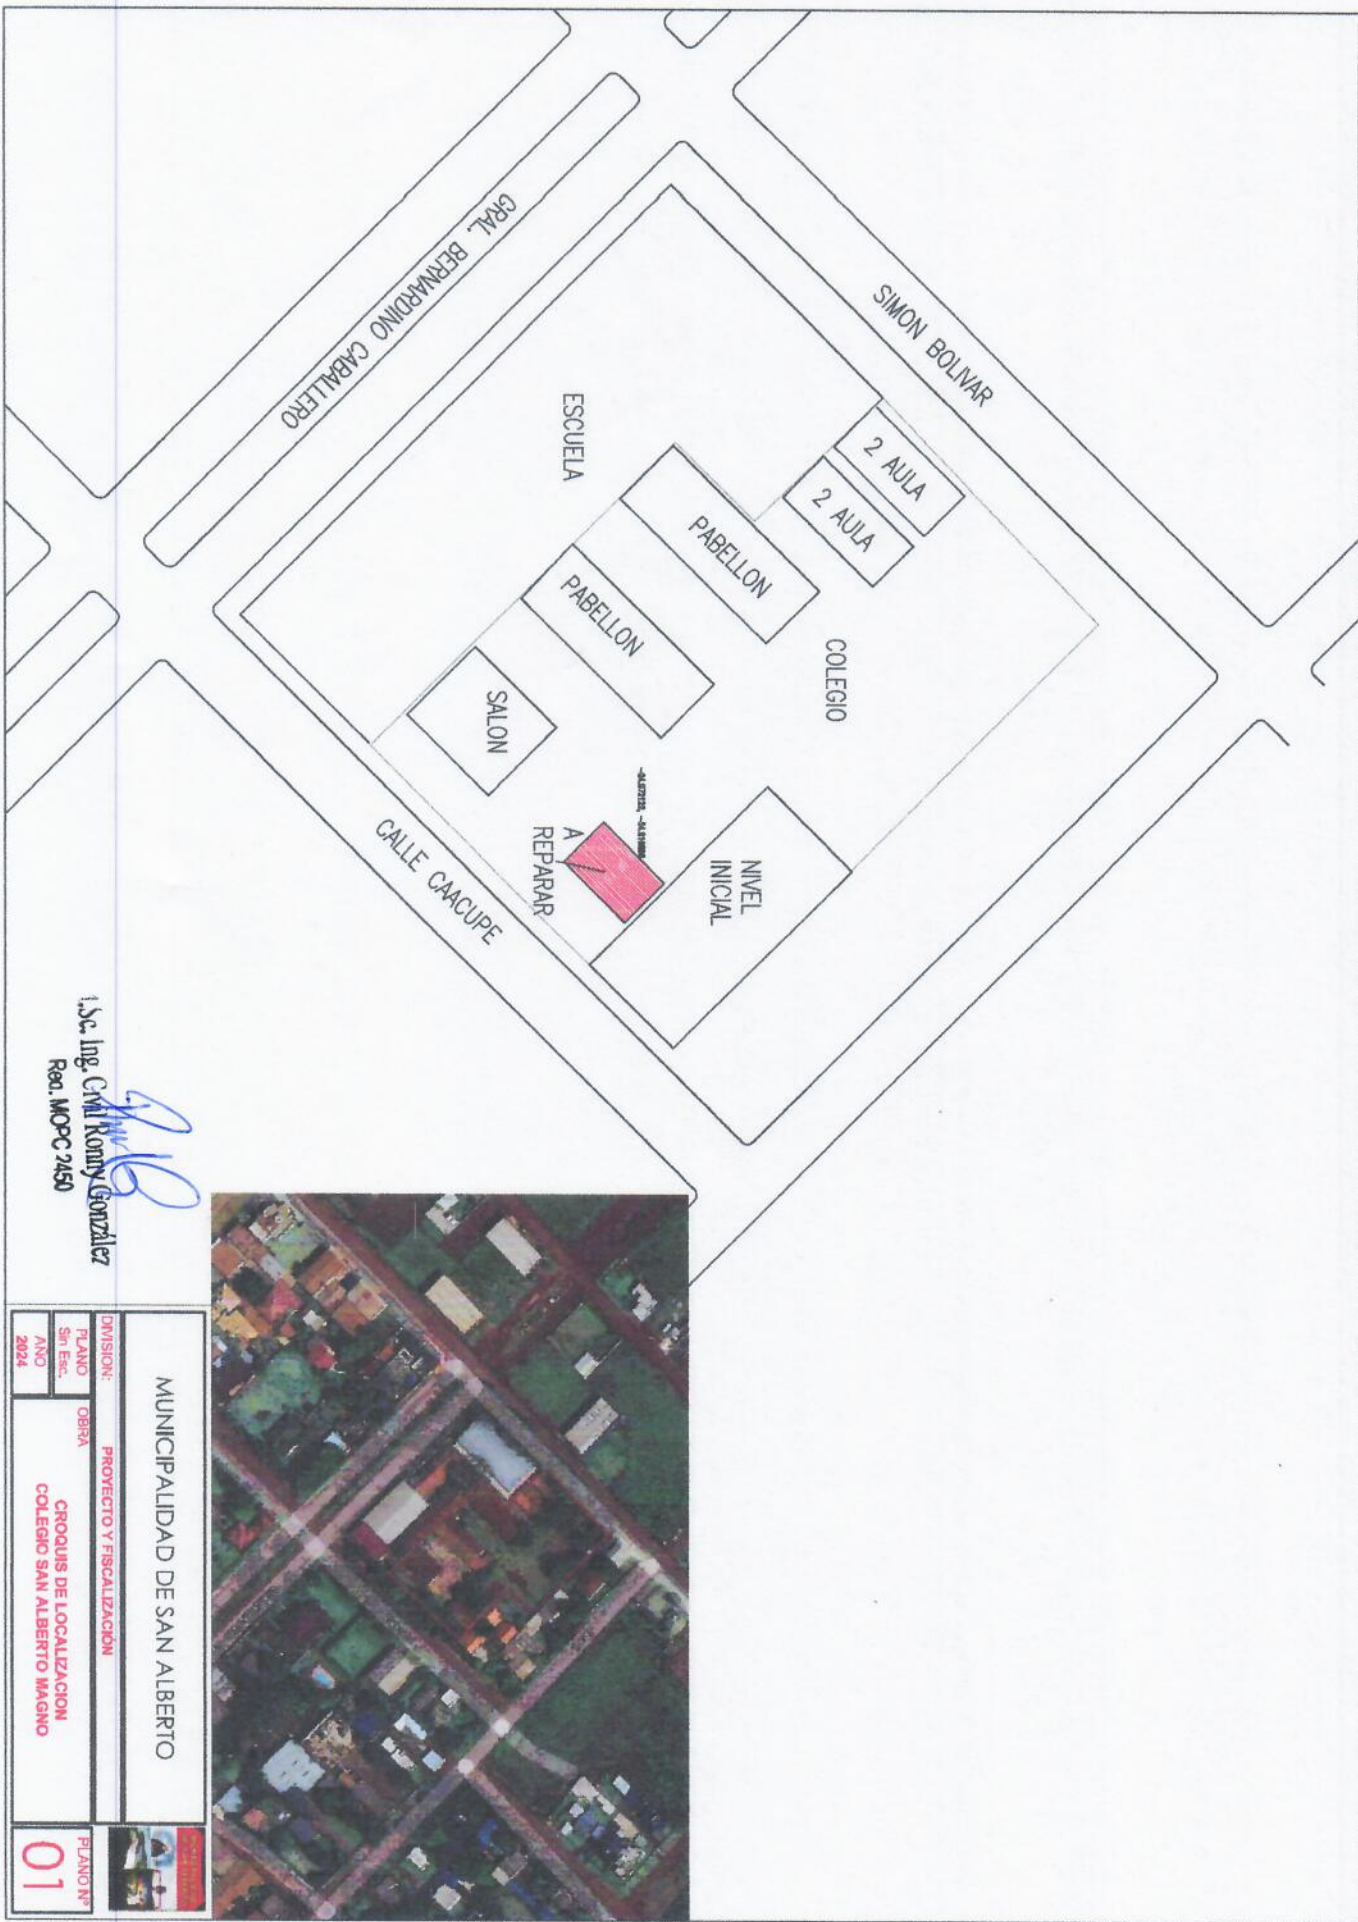 SIMON BOLIVAR
GRAL. BERNARDINO CABALLERO
2 AULA
2 AULA
ESCUELA
PABELLON
COLEGIO
PABELLON
SALON
NIVEL
INICIAL
A
REPARAR
CALLE CAACUPE
Ing. Civil Ronny González
Reg. MOPC 2450
MUNICIPALIDAD DE SAN ALBERTO
DIVISION:
PROYECTO Y FISCALIZACIÓN
PLANO
Sin Esc.
AÑO
2024
OBRA
CROQUIS DE LOCALIZACION
COLEGIO SAN ALBERTO MAGNO
PLANO Nº
01